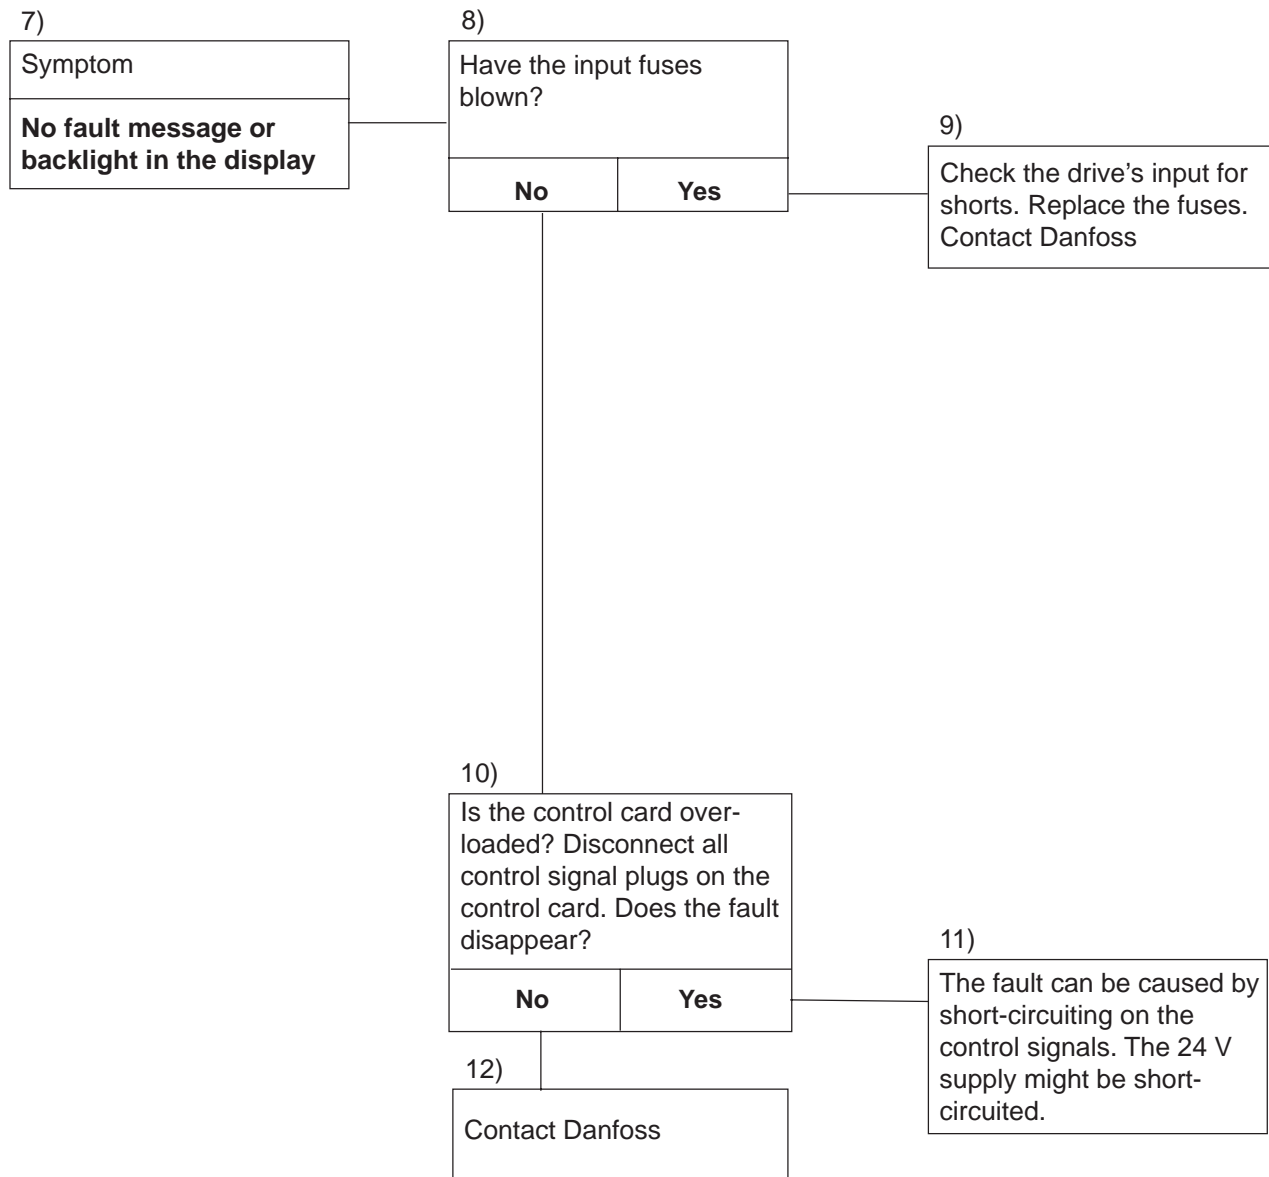 7)
Symptom
No fault message or
backlight in the display
8)
Have the input fuses
blown?
No
Yes
9)
Check the drive’s input for
shorts. Replace the fuses.
Contact Danfoss
10)
Is the control card over-
loaded? Disconnect all
control signal plugs on the
control card. Does the fault
disappear?
No
Yes
11)
The fault can be caused by
short-circuiting on the
control signals. The 24 V
supply might be short-
circuited.
12)
Contact Danfoss